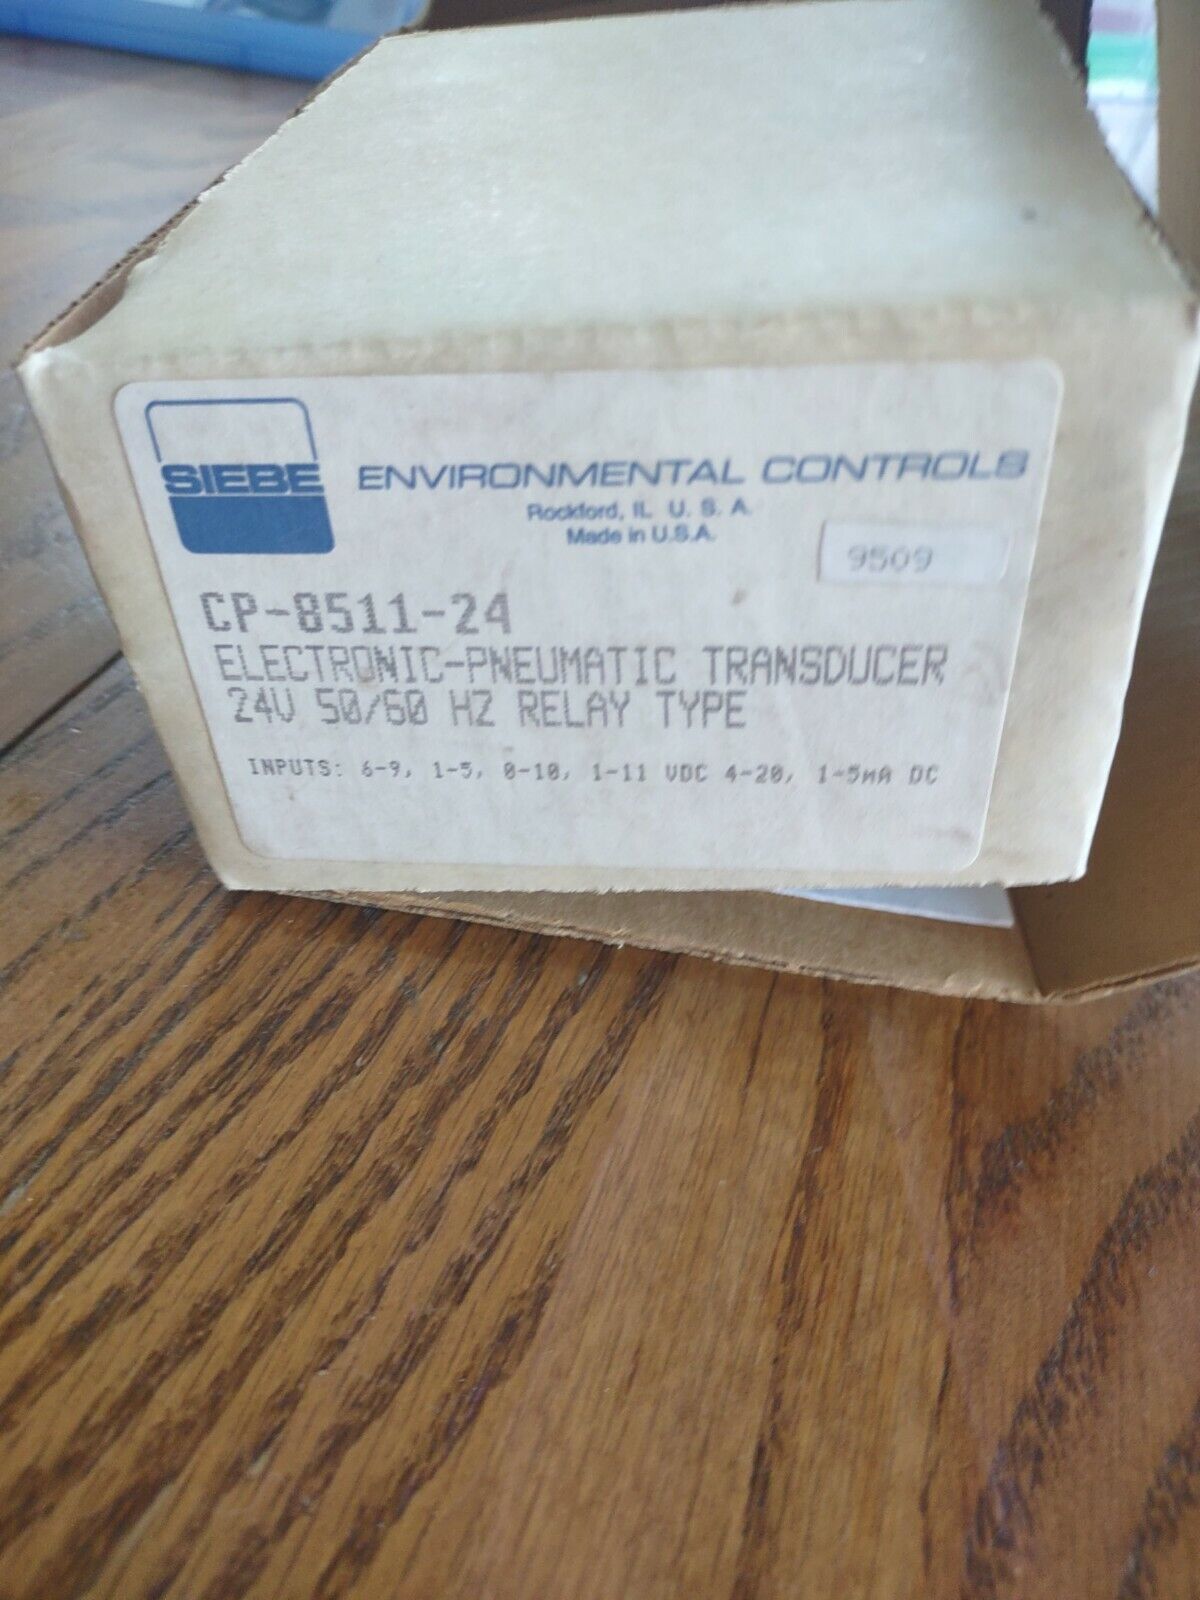 SIEBE
ENVIRONMENTAL CONTROLS
Rockford, IL U. S. A.
Made in U.S.A.
9509
CP-8511-24
ELECTRONIC-PNEUMATIC TRANSDUCER
24V 50/60 HZ RELAY TYPE
INPUTS: 6-9, 1-5, 0-10, 1-11 VDC 4-20, 1-5MA DC